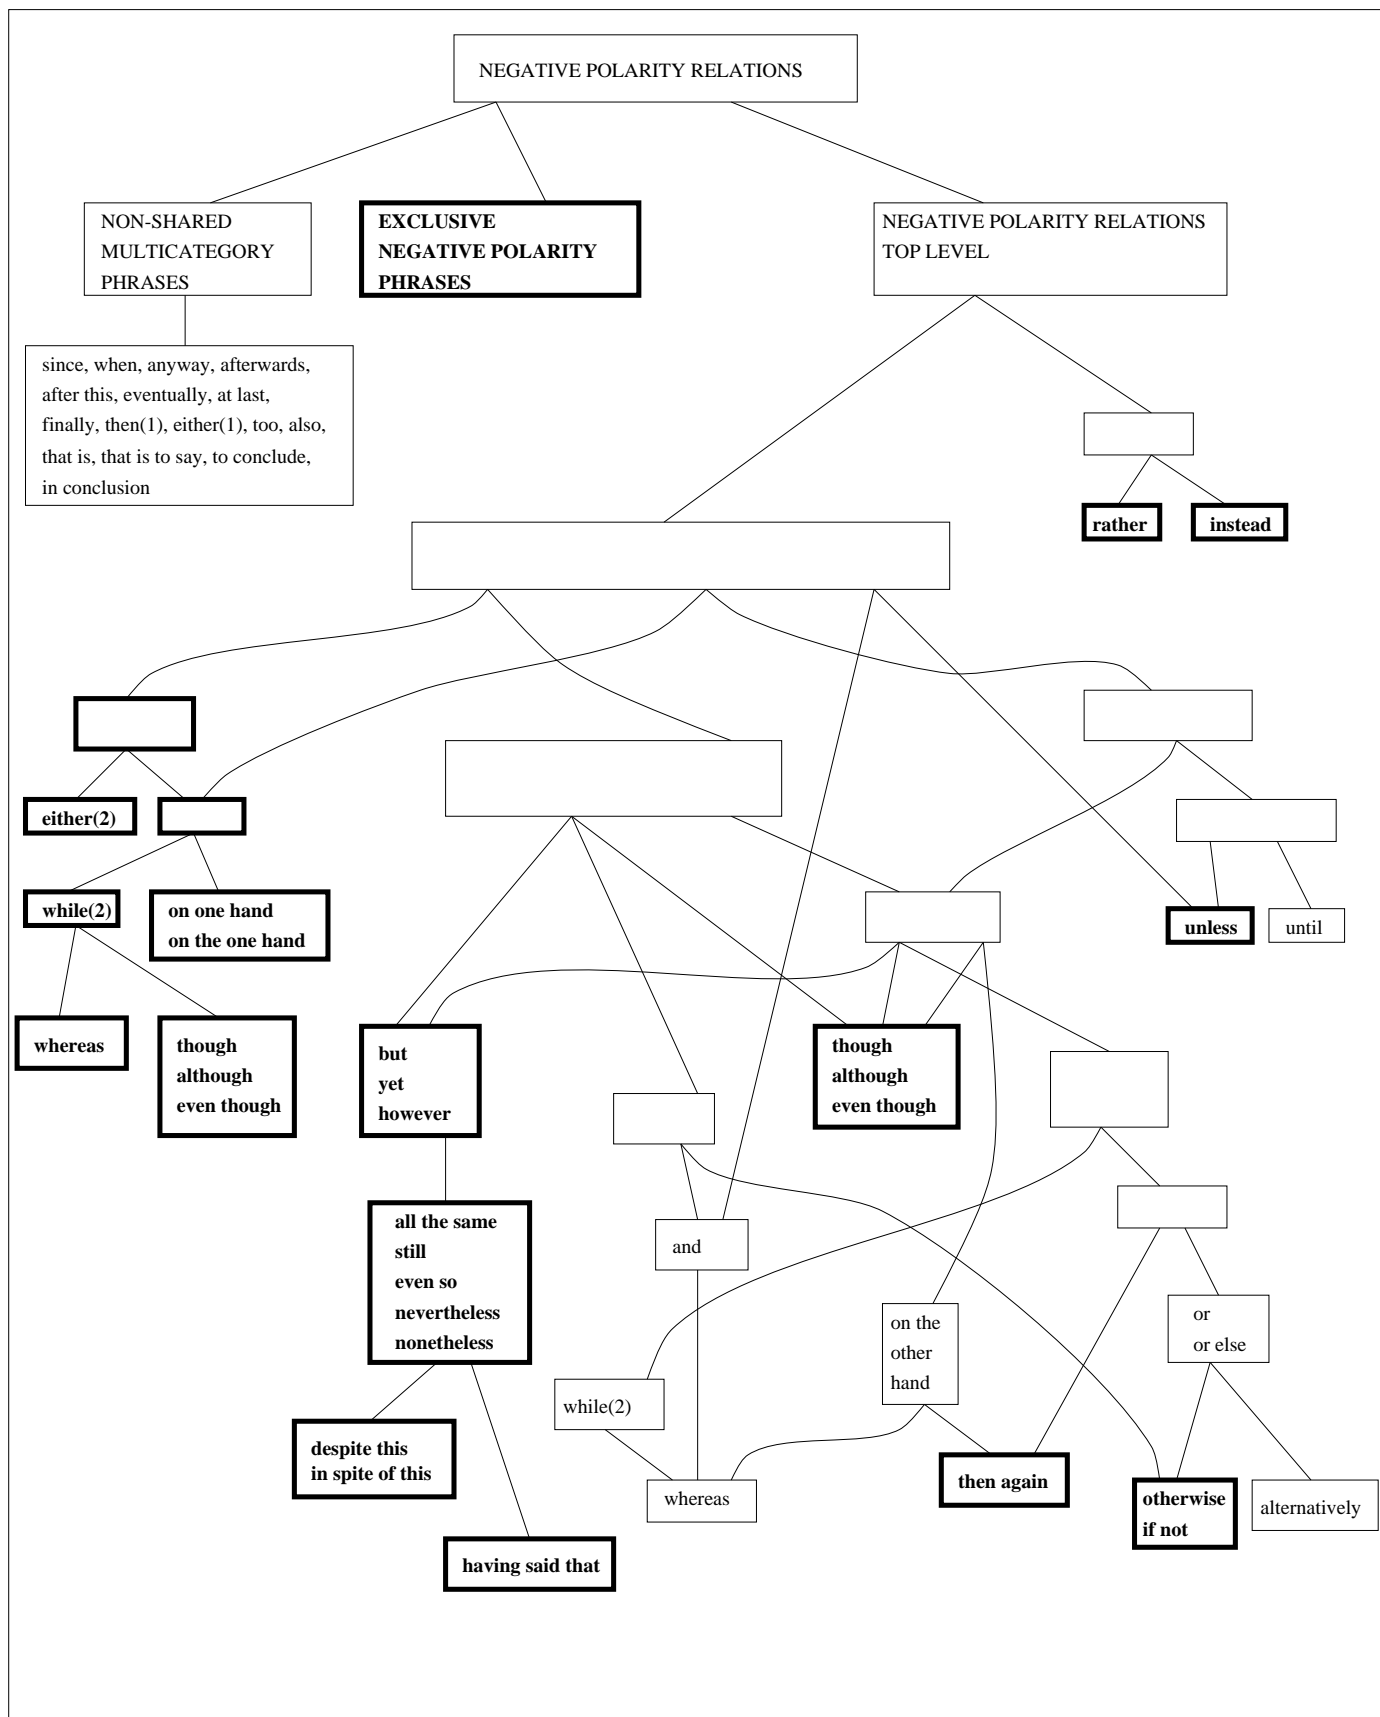 NEGATIVE POLARITY RELATIONS
NON-SHARED
MULTICATEGORY
PHRASES
EXCLUSIVE
NEGATIVE POLARITY
PHRASES
NEGATIVE POLARITY RELATIONS
TOP LEVEL
since, when, anyway, afterwards,
after this, eventually, at last,
finally, then(1), either(1), too, also,
that is, that is to say, to conclude,
in conclusion
rather
instead
either(2)
while(2)
on one hand
on the one hand
unless
until
whereas
though
although
even though
but
yet
however
though
although
even though
all the same
still
even so
nevertheless
nonetheless
and
on the
other
hand
or
or else
while(2)
despite this
in spite of this
whereas
then again
otherwise
if not
alternatively
having said that